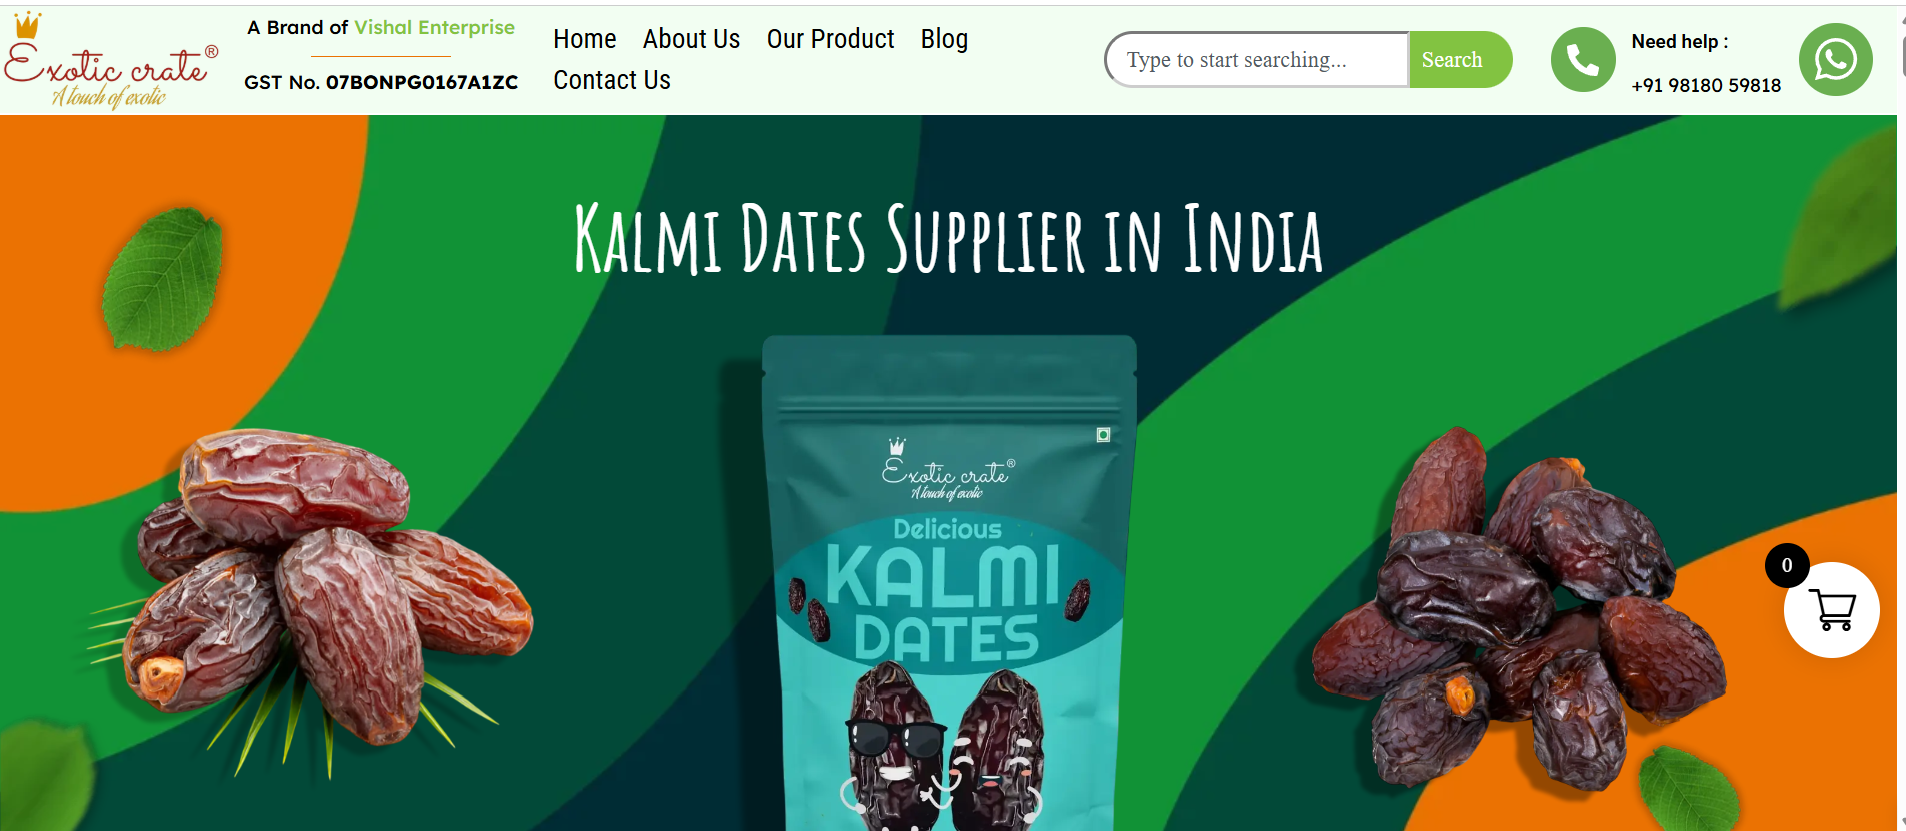 Exotic crate®
A touch of exotic
A Brand of Vishal Enterprise
GST No. 07BONPG0167A1ZC
Home About Us Our Product Blog
Contact Us
Type to start searching...
Search
Need help :
+91 98180 59818
Kalmi Dates Supplier in India
Exotic crate®
A touch of exotic
Delicious
KALMI
DATES
0